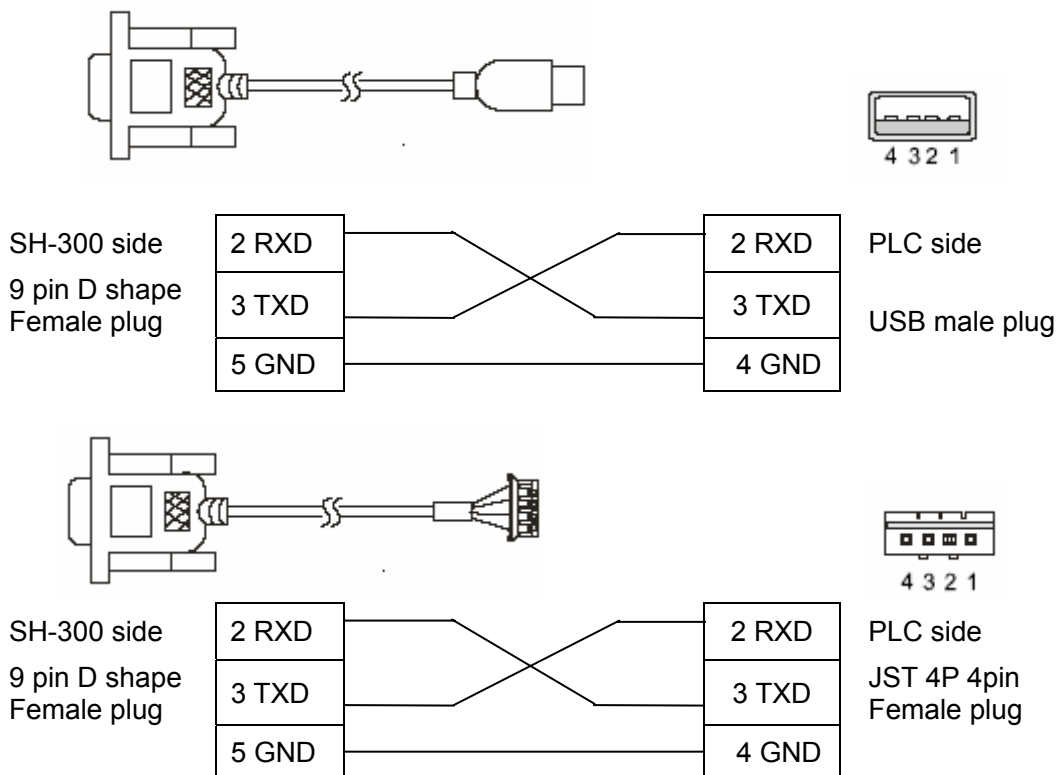 4 3 2 1
SH-300 side
2 RXD
2 RXD
PLC side
9 pin D shape
Female plug
3 TXD
3 TXD
USB male plug
5 GND
4 GND
4 3 2 1
SH-300 side
2 RXD
2 RXD
PLC side
9 pin D shape
Female plug
3 TXD
3 TXD
JST 4P 4pin
Female plug
5 GND
4 GND